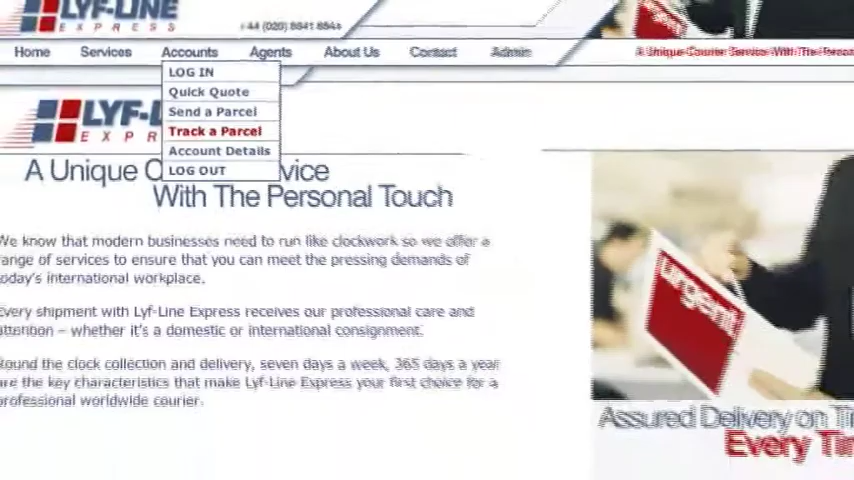 LYF-LINE
EXPRESS
+44 (020) 8841
Home Services Accounts Agents About Us Contact Admin
A Unique Courier Service With The
LOG IN
Quick Quote
Send a Parcel
Track a Parcel
Account Details
LOG OUT
LYF-L
EXPR
A Unique C vice
With The Personal Touch
We know that modern businesses need to run like clockwork so we offer a
range of services to ensure that you can meet the pressing demands of
today's international workplace.
Every shipment with Lyf-Line Express receives our professional care and
attention – whether it's a domestic or international consignment.
Round the clock collection and delivery, seven days a week, 365 days a year
are the key characteristics that make Lyf-Line Express your first choice for a
professional worldwide courier.
urgent
Assured Delivery on Ti
Every Tim